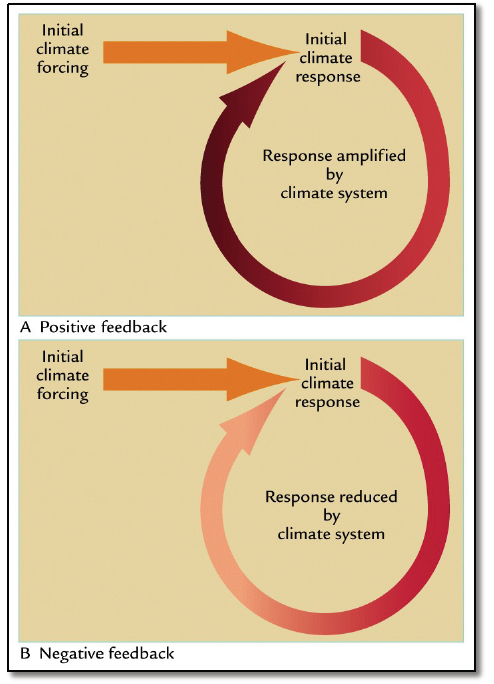 Initial
climate
forcing
Initial
climate
response
Response amplified
by
climate system
A Positive feedback
Initial
climate
forcing
Initial
climate
response
Response reduced
by
climate system
B Negative feedback